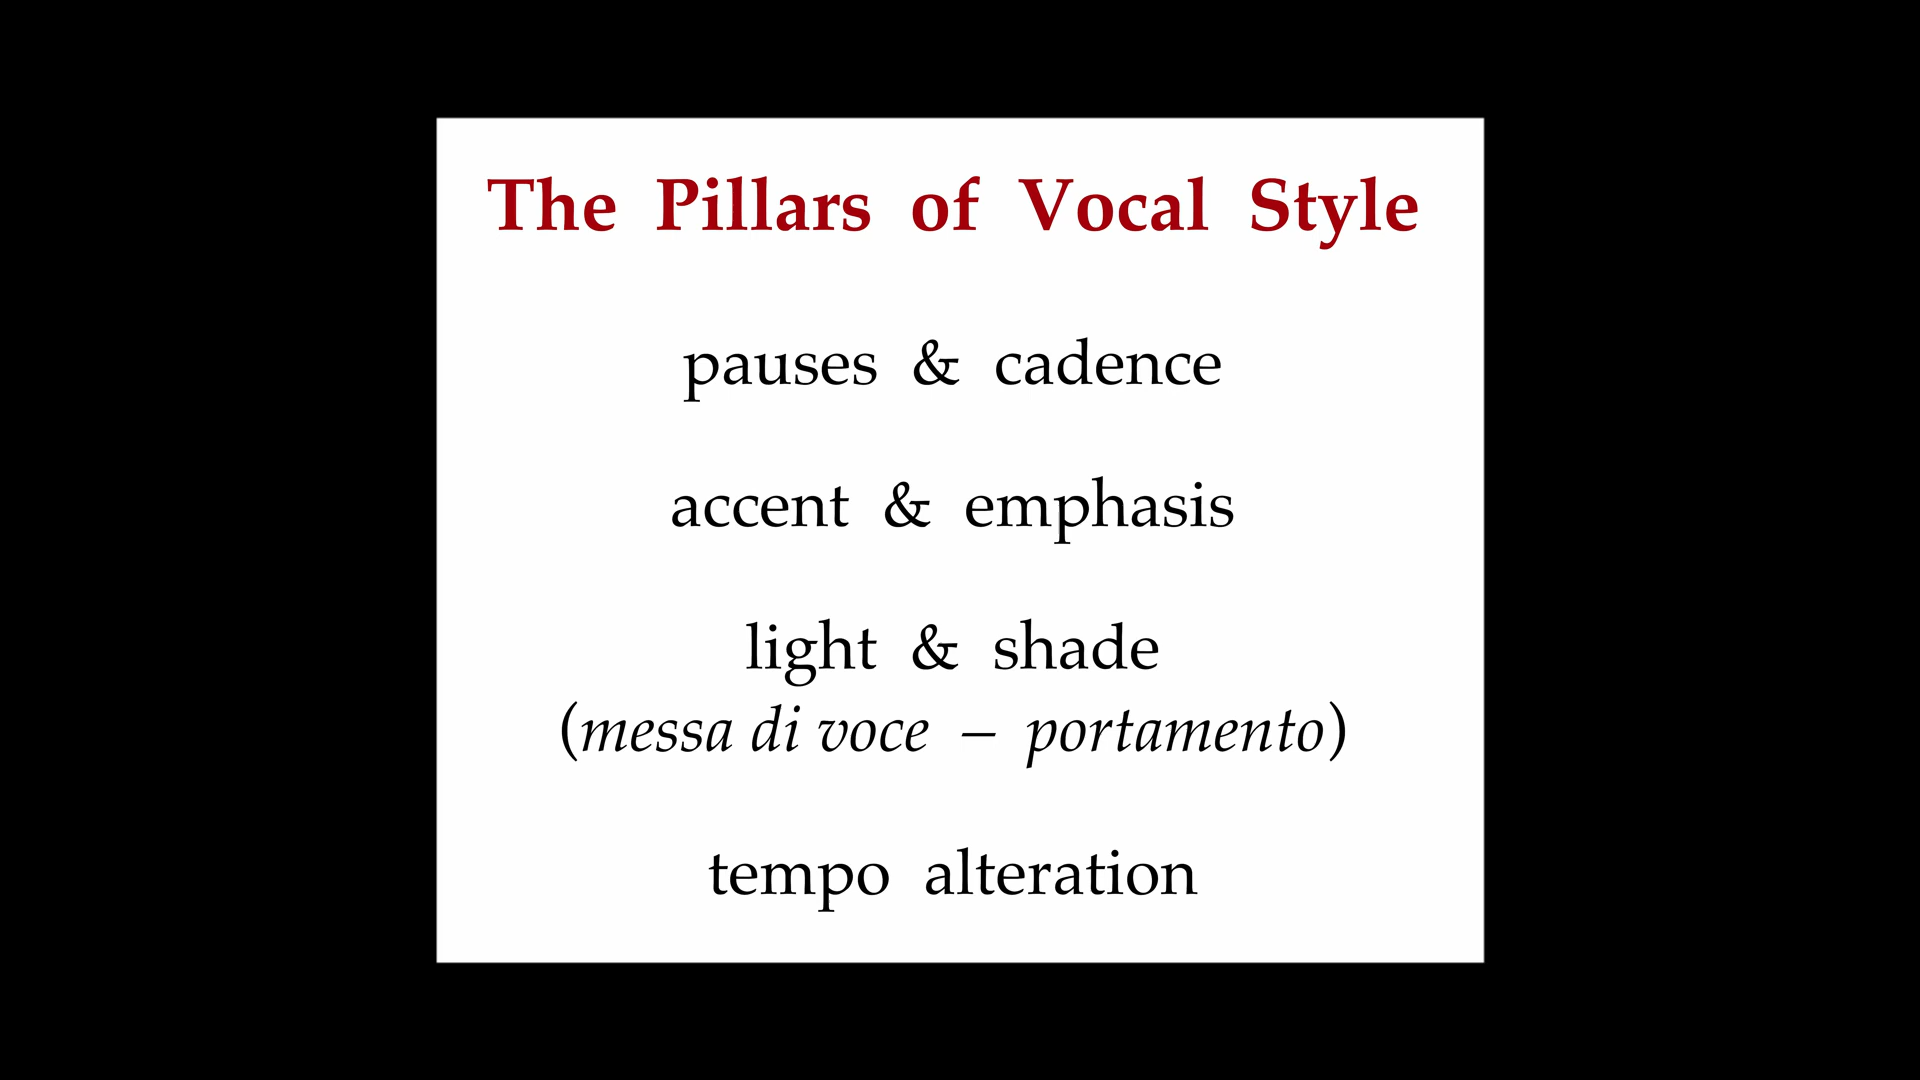 The Pillars of Vocal Style
pauses & cadence
accent & emphasis
light & shade
(messa di voce – portamento)
tempo alteration